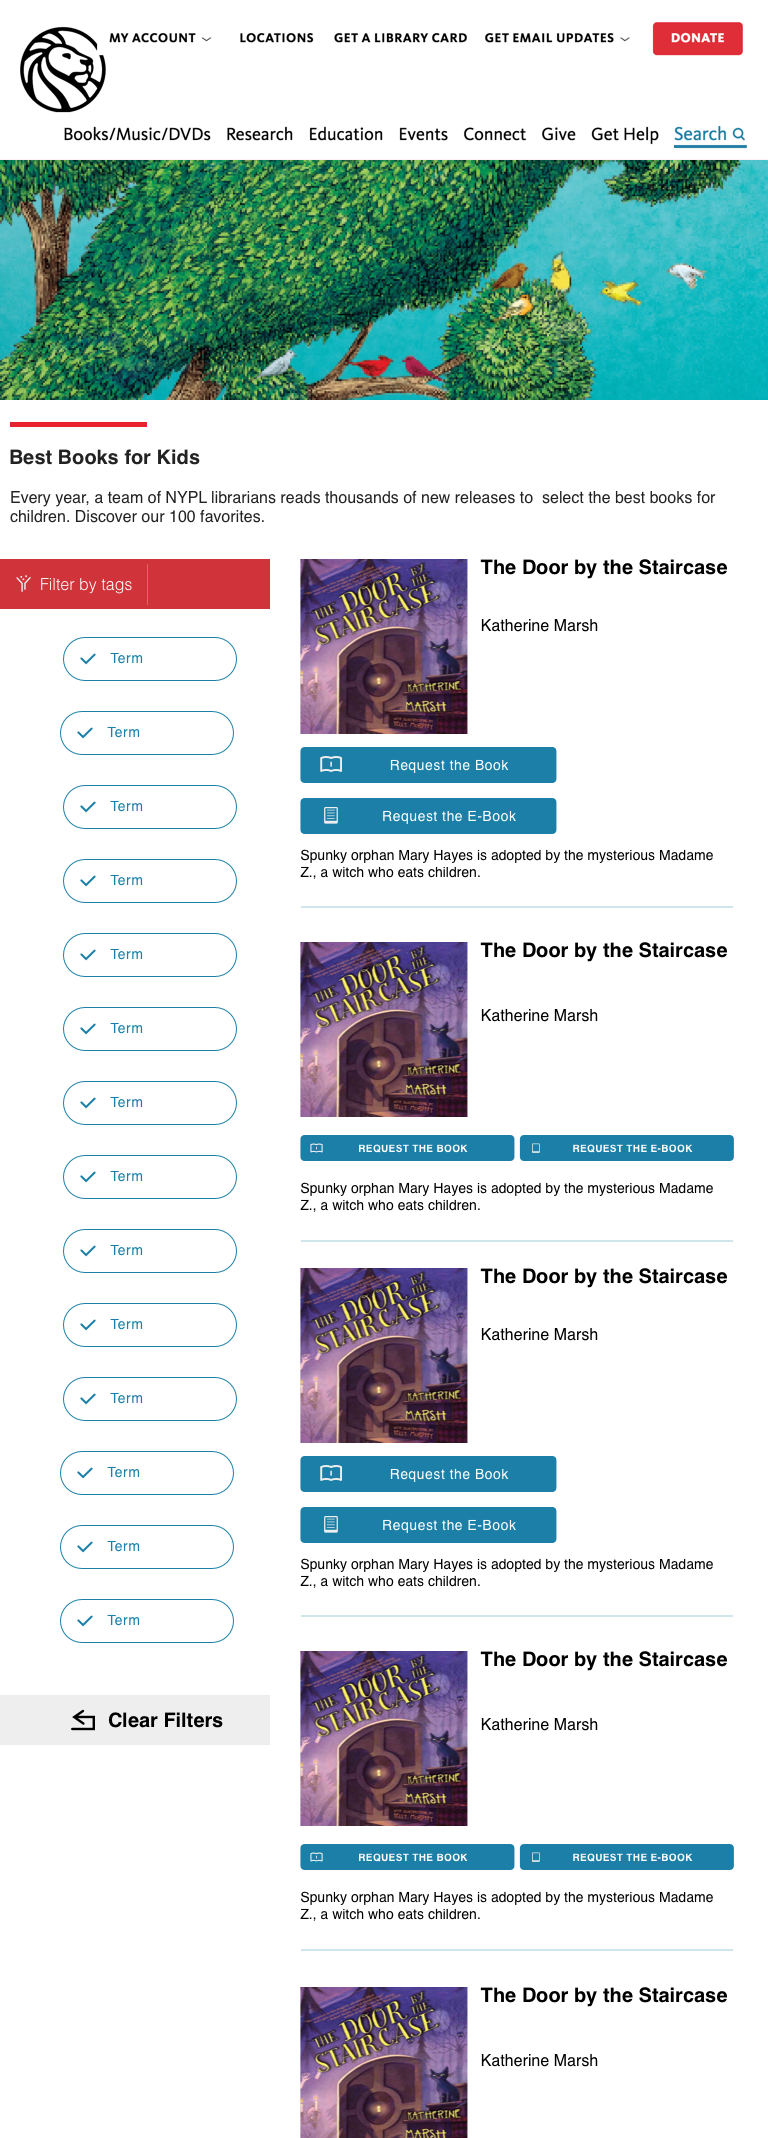 MY ACCOUNT
LOCATIONS
GET A LIBRARY CARD
GET EMAIL UPDATES
DONATE
Books/Music/DVDs
Research
Education
Events
Connect
Give
Get Help
Search
Best Books for Kids
Every year, a team of NYPL librarians reads thousands of new releases to  select the best books for
children. Discover our 100 favorites.
Filter by tags
Term
Term
Term
Term
Term
Term
Term
Term
Term
Term
Term
Term
Term
Term
Clear Filters
THE DOOR BY THE
STAIRCASE
KATHERINE
MARSH
The Door by the Staircase
Katherine Marsh
Request the Book
Request the E-Book
Spunky orphan Mary Hayes is adopted by the mysterious Madame
Z., a witch who eats children.
THE DOOR BY THE
STAIRCASE
KATHERINE
MARSH
The Door by the Staircase
Katherine Marsh
REQUEST THE BOOK
REQUEST THE E-BOOK
Spunky orphan Mary Hayes is adopted by the mysterious Madame
Z., a witch who eats children.
THE DOOR BY THE
STAIRCASE
KATHERINE
MARSH
The Door by the Staircase
Katherine Marsh
Request the Book
Request the E-Book
Spunky orphan Mary Hayes is adopted by the mysterious Madame
Z., a witch who eats children.
THE DOOR BY THE
STAIRCASE
KATHERINE
MARSH
The Door by the Staircase
Katherine Marsh
REQUEST THE BOOK
REQUEST THE E-BOOK
Spunky orphan Mary Hayes is adopted by the mysterious Madame
Z., a witch who eats children.
THE DOOR BY THE
STAIRCASE
KATHERINE
MARSH
The Door by the Staircase
Katherine Marsh